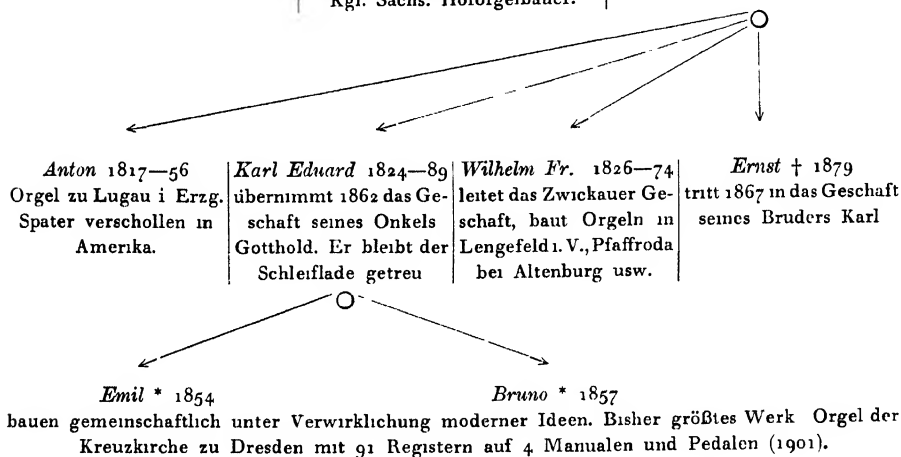 Kgl. Sächs. Hoforgelbauer.
Anton 1817—56
Orgel zu Lugau i Erzg.
Spater verschollen in
Amerika.
Karl Eduard 1824—89
übernimmt 1862 das Ge-
schaft seines Onkels
Gotthold. Er bleibt der
Schleiflade getreu
Wilhelm Fr. 1826—74
leitet das Zwickauer Ge-
schaft, baut Orgeln in
Lengefeld i. V., Pfaffroda
bei Altenburg usw.
Ernst † 1879
tritt 1867 in das Geschaft
seines Bruders Karl
Emil * 1854
Bruno * 1857
bauen gemeinschaftlich unter Verwirklichung moderner Ideen. Bisher größtes Werk Orgel der
Kreuzkirche zu Dresden mit 91 Registern auf 4 Manualen und Pedalen (1901).